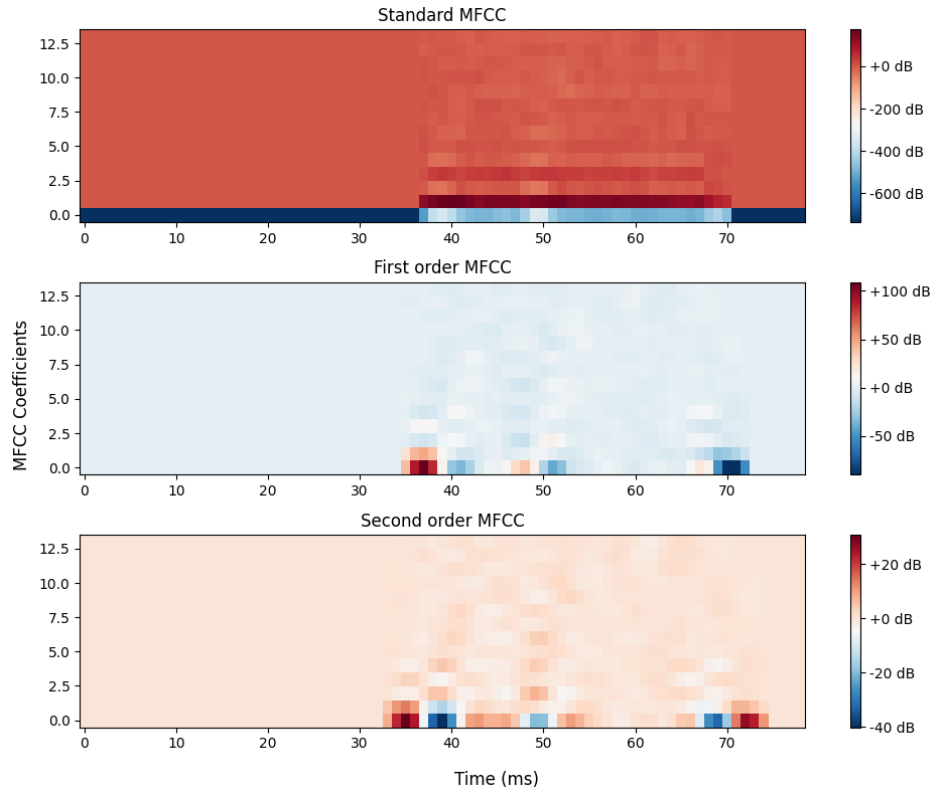 Standard MFCC
12.5
10.0
7.5
5.0
2.5
0.0
0 10 20 30 40 50 60 70
+0 dB
-200 dB
-400 dB
-600 dB
First order MFCC
MFCC Coefficients
12.5
10.0
7.5
5.0
2.5
0.0
0 10 20 30 40 50 60 70
+100 dB
+50 dB
+0 dB
-50 dB
Second order MFCC
12.5
10.0
7.5
5.0
2.5
0.0
0 10 20 30 40 50 60 70
+20 dB
+0 dB
-20 dB
-40 dB
Time (ms)